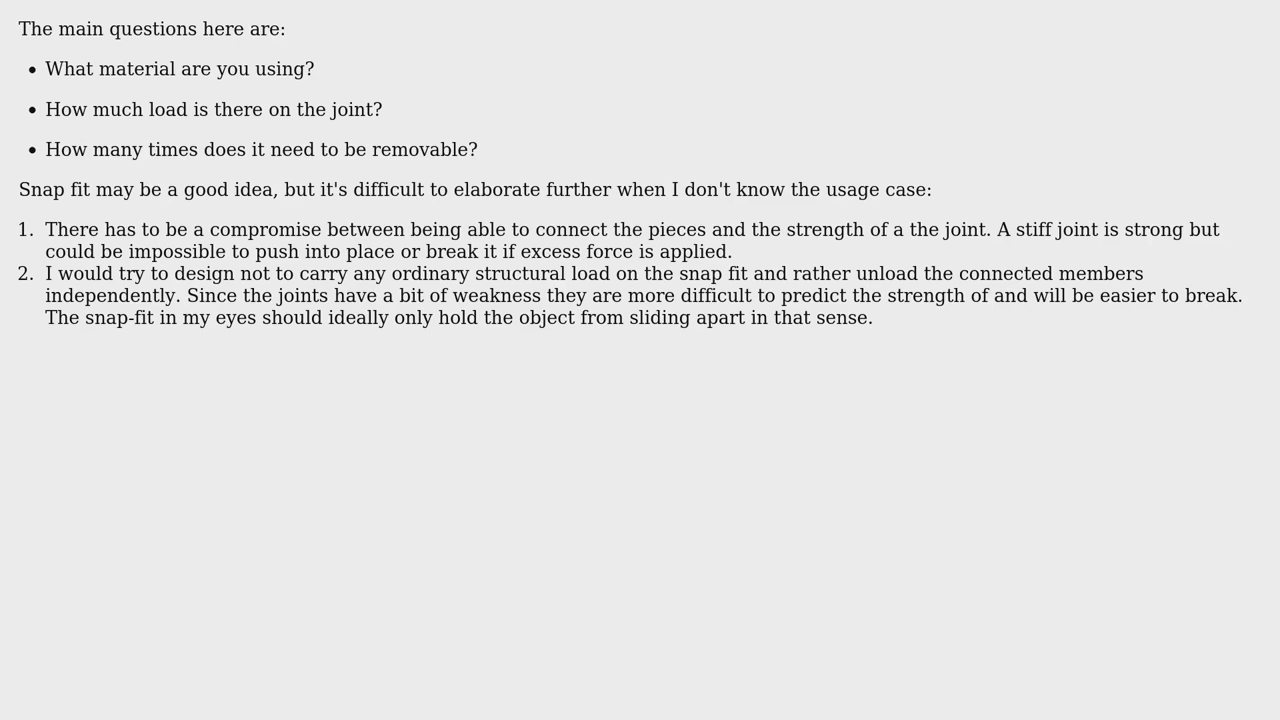 The main questions here are:
• What material are you using?
• How much load is there on the joint?
• How many times does it need to be removable?
Snap fit may be a good idea, but it's difficult to elaborate further when I don't know the usage case:
1. There has to be a compromise between being able to connect the pieces and the strength of a the joint. A stiff joint is strong but
could be impossible to push into place or break it if excess force is applied.
2. I would try to design not to carry any ordinary structural load on the snap fit and rather unload the connected members
independently. Since the joints have a bit of weakness they are more difficult to predict the strength of and will be easier to break.
The snap-fit in my eyes should ideally only hold the object from sliding apart in that sense.